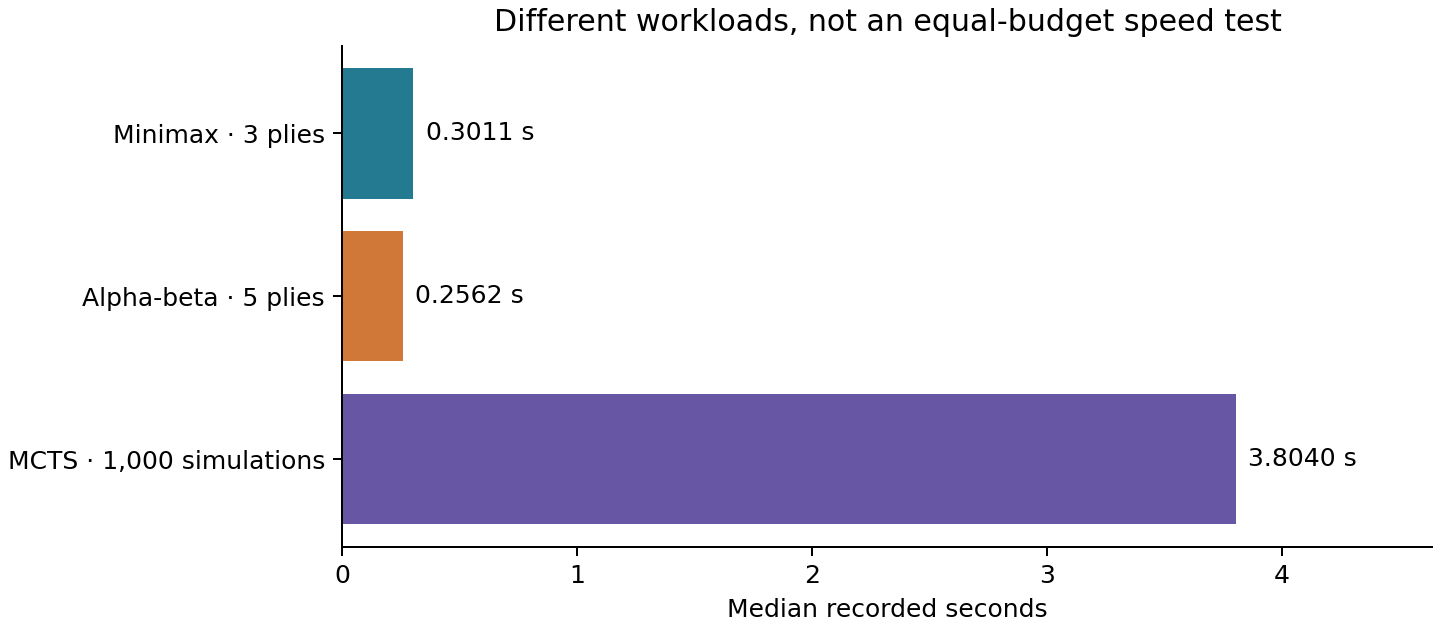 Different workloads, not an equal-budget speed test
Minimax · 3 plies
0.3011 s
Alpha-beta · 5 plies
0.2562 s
MCTS · 1,000 simulations
3.8040 s
0 1 2 3 4
Median recorded seconds